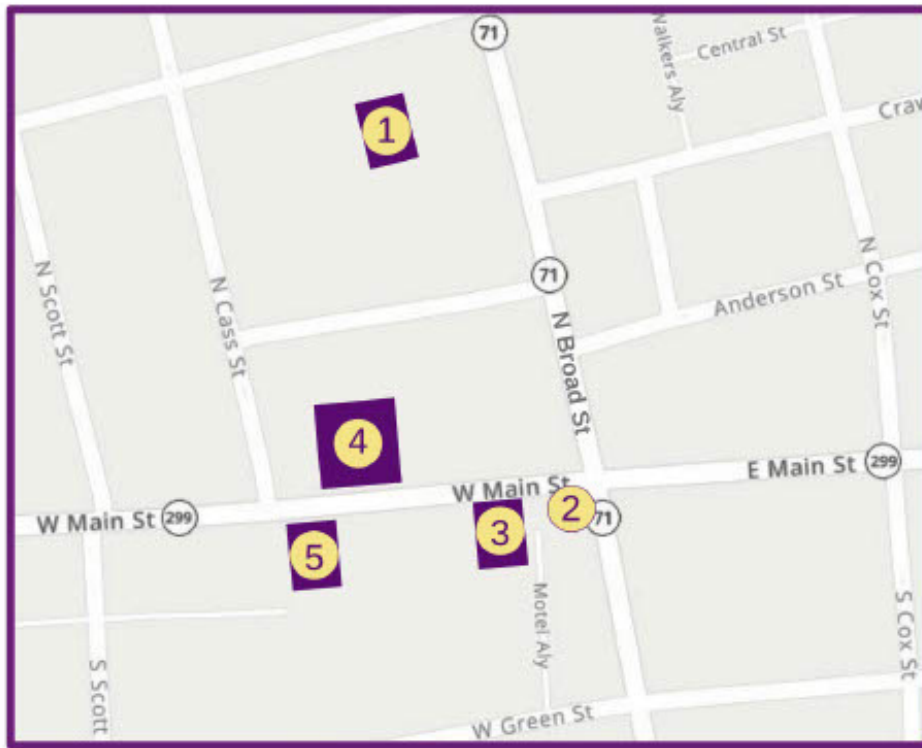 71
Walkers Aly
Central St
Craw
1
N Scott St
N Cass St
71
N Cox St
Anderson St
N Broad St
4
W Main St
E Main St
299
2
71
W Main St
299
3
5
Motel Aly
S Cox St
S Scott
W Green St